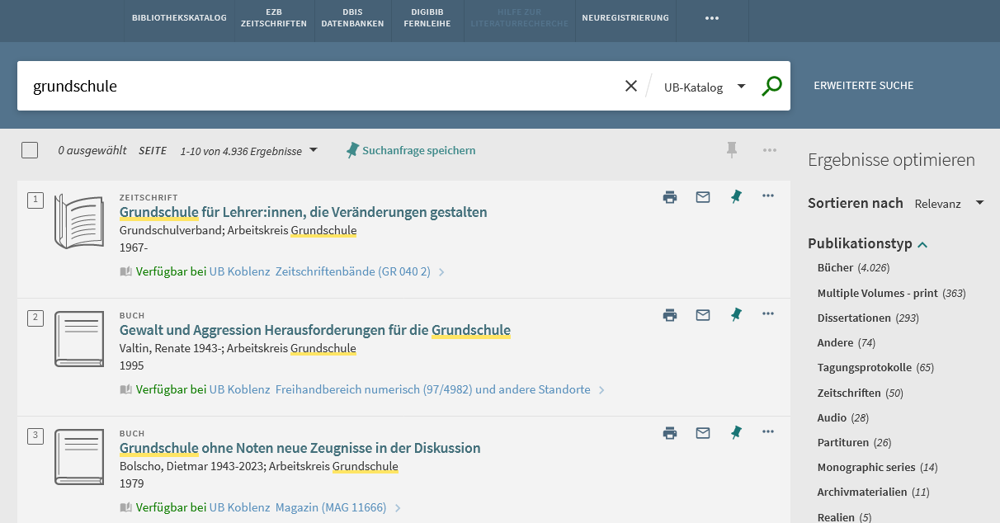 BIBLIOTHEKSKATALOG
EZB
ZEITSCHRIFTEN
DBIS
DATENBANKEN
DIGIBIB
FERNLEIHE
HILFE ZUR
LITERATURRECHERCHE
NEUREGISTRIERUNG
grundschule
UB-Katalog
ERWEITERTE SUCHE
0 ausgewählt SEITE 1-10 von 4.936 Ergebnisse
Suchanfrage speichern
1
ZEITSCHRIFT
Grundschule für Lehrer:innen, die Veränderungen gestalten
Grundschulverband; Arbeitskreis Grundschule
1967-
Verfügbar bei UB Koblenz Zeitschriftenbände (GR 040 2)
2
BUCH
Gewalt und Aggression Herausforderungen für die Grundschule
Valtin, Renate 1943-; Arbeitskreis Grundschule
1995
Verfügbar bei UB Koblenz Freihandbereich numerisch (97/4982) und andere Standorte
3
BUCH
Grundschule ohne Noten neue Zeugnisse in der Diskussion
Bolscho, Dietmar 1943-2023; Arbeitskreis Grundschule
1979
Verfügbar bei UB Koblenz Magazin (MAG 11666)
Ergebnisse optimieren
Sortieren nach Relevanz
Publikationstyp
Bücher (4.026)
Multiple Volumes - print (363)
Dissertationen (293)
Andere (74)
Tagungsprotokolle (65)
Zeitschriften (50)
Audio (28)
Partituren (26)
Monographic series (14)
Archivmaterialien (11)
Realien (5)